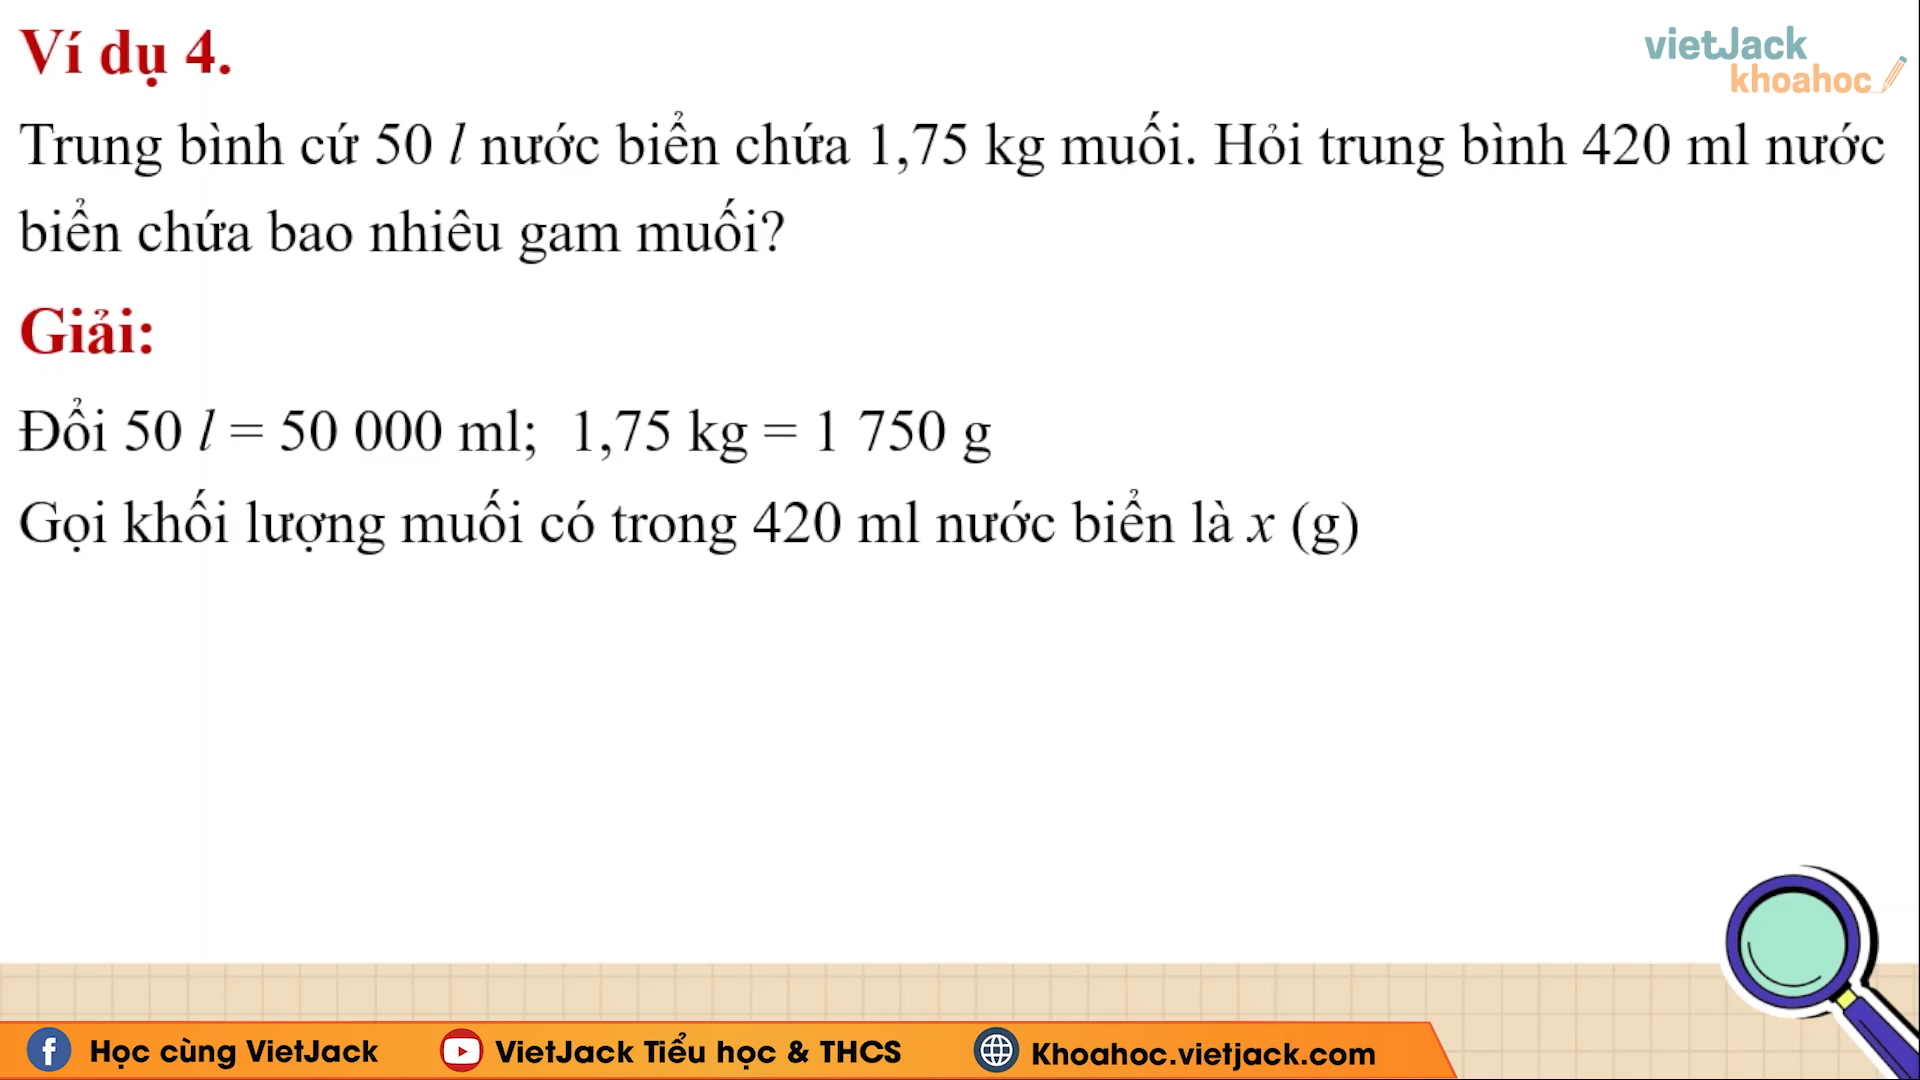 Ví dụ 4.
vietJack
khoahoc
Trung bình cứ 50 l nước biển chứa 1,75 kg muối. Hỏi trung bình 420 ml nước
biển chứa bao nhiêu gam muối?
Giải:
Đổi 50 l = 50 000 ml; 1,75 kg = 1 750 g
Gọi khối lượng muối có trong 420 ml nước biển là x (g)
Học cùng VietJack
VietJack Tiểu học & THCS
Khoahoc.vietjack.com